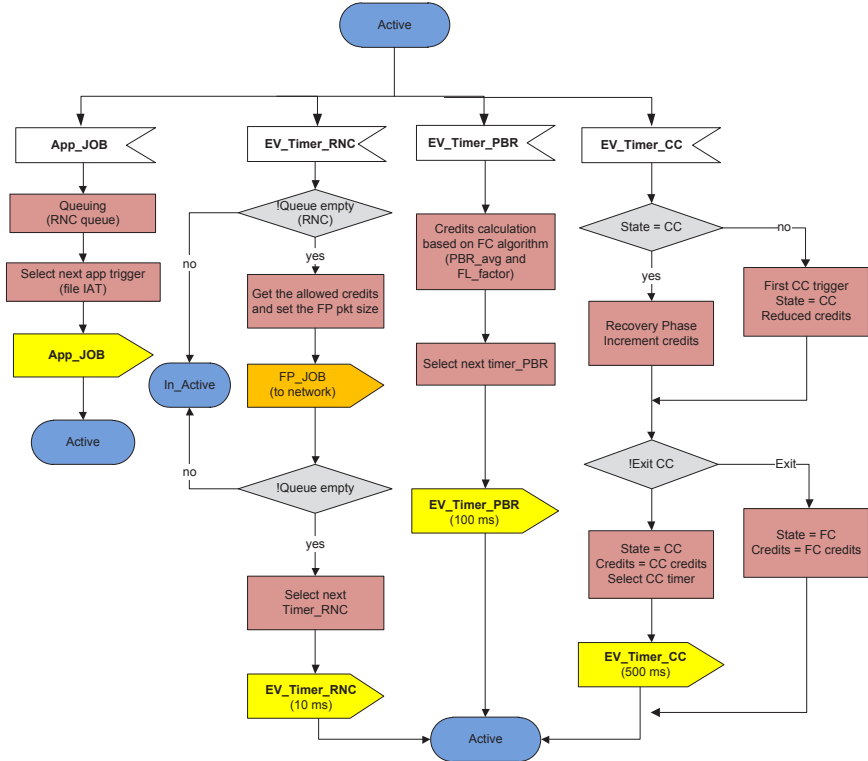 Active
App_JOB
EV_Timer_RNC
EV_Timer_PBR
EV_Timer_CC
Queuing
(RNC queue)
Select next app trigger
(file IAT)
App_JOB
Active
!Queue empty
(RNC)
no
yes
Get the allowed credits
and set the FP pkt size
In_Active
FP_JOB
(to network)
no
!Queue empty
yes
Select next
Timer_RNC
EV_Timer_RNC
(10 ms)
Credits calculation
based on FC algorithm
(PBR_avg and
FL_factor)
Select next timer_PBR
EV_Timer_PBR
(100 ms)
State = CC
no
yes
First CC trigger
State = CC
Reduced credits
Recovery Phase
Increment credits
!Exit CC
Exit
State = CC
Credits = CC credits
Select CC timer
State = FC
Credits = FC credits
EV_Timer_CC
(500 ms)
Active